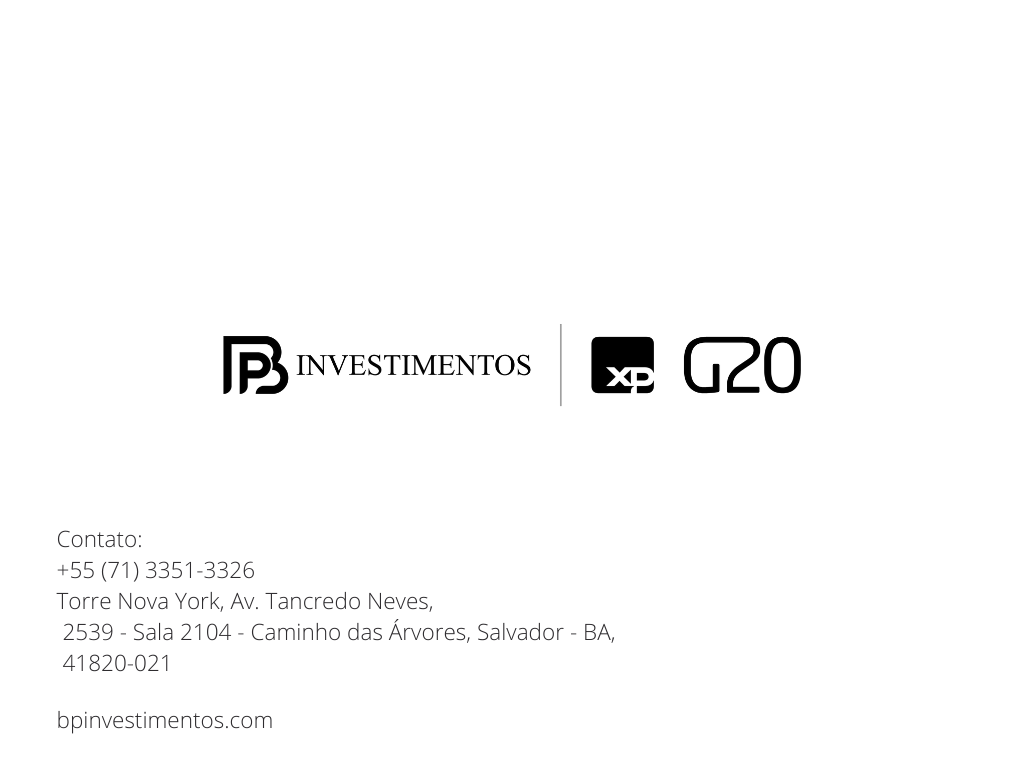 BP INVESTIMENTOS
xp G20
Contato:
+55 (71) 3351-3326
Torre Nova York, Av. Tancredo Neves,
2539 - Sala 2104 - Caminho das Árvores, Salvador - BA,
41820-021
bpinvestimentos.com